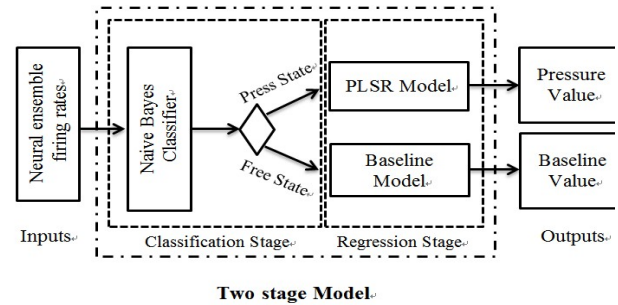 Neural ensemble
firing rates
Inputs
Naive Bayes
Classifier
Press State
Free State
Classification Stage
PLSR Model
Baseline
Model
Regression Stage
Pressure
Value
Baseline
Value
Outputs
Two stage Model